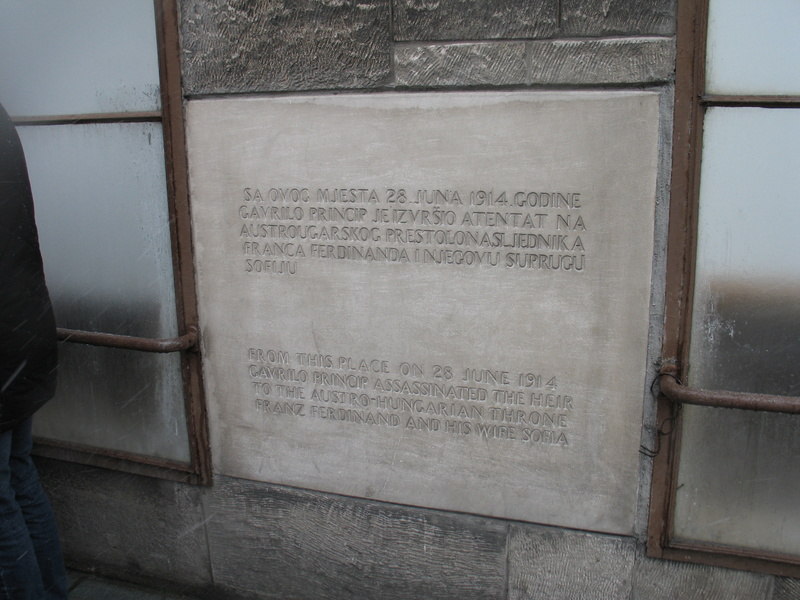 SA OVOG MJESTA 28. JUNA 1914. GODINE
GAVRILO PRINCIP JE IZVRŠIO ATENTAT NA
AUSTROUGARSKOG PRESTOLONASLJEDNIKA
FRANCA FERDINANDA I NJEGOVU SUPRUGU
SOFIJU
FROM THIS PLACE ON 28 JUNE 1914
GAVRILO PRINCIP ASSASSINATED THE HEIR
TO THE AUSTRO-HUNGARIAN THRONE
FRANZ FERDINAND AND HIS WIFE SOFIA